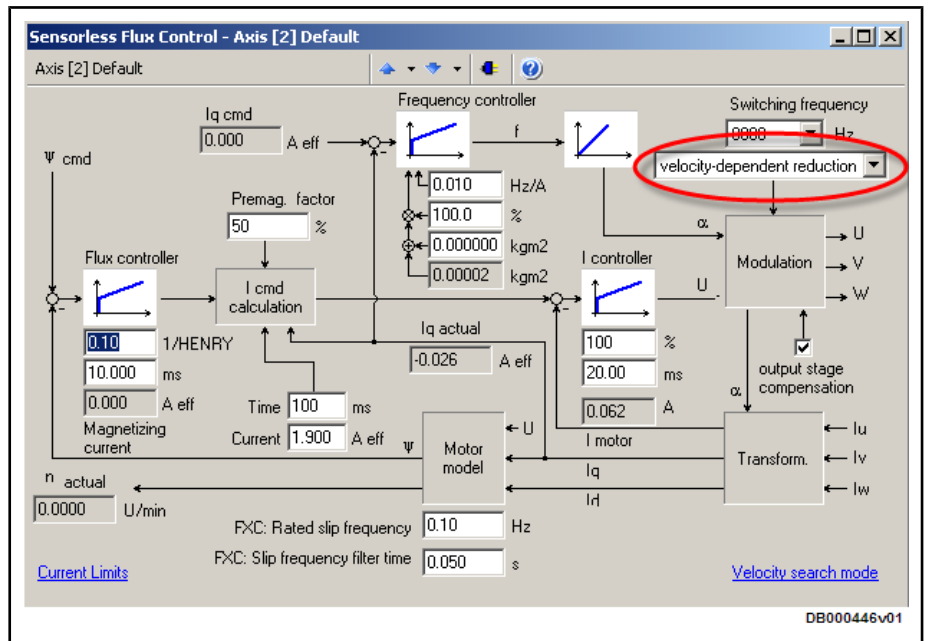 Sensorless Flux Control - Axis [2] Default
Axis [2] Default
Frequency controller
Switching frequency
Iq cmd
0.000 A eff
f
Hz
velocity-dependent reduction
Ψ cmd
0.010 Hz/A
100.0 %
0.000000 kgm2
0.00002 kgm2
Premag. factor
50 %
α
Flux controller
I cmd
calculation
I controller
U
Modulation
U
V
W
0.10 1/HENRY
10.000 ms
0.000 A eff
Magnetizing
current
Iq actual
-0.026 A eff
100 %
20.00 ms
0.062 A
I motor
output stage
compensation
α
Time 100 ms
Current 1.900 A eff
Ψ
Motor
model
U
Iq
Id
Transform.
Iu
Iv
Iw
n actual
0.0000 U/min
FXC: Rated slip frequency 0.10 Hz
FXC: Slip frequency filter time 0.050 s
Current Limits
Velocity search mode
DB000446v01